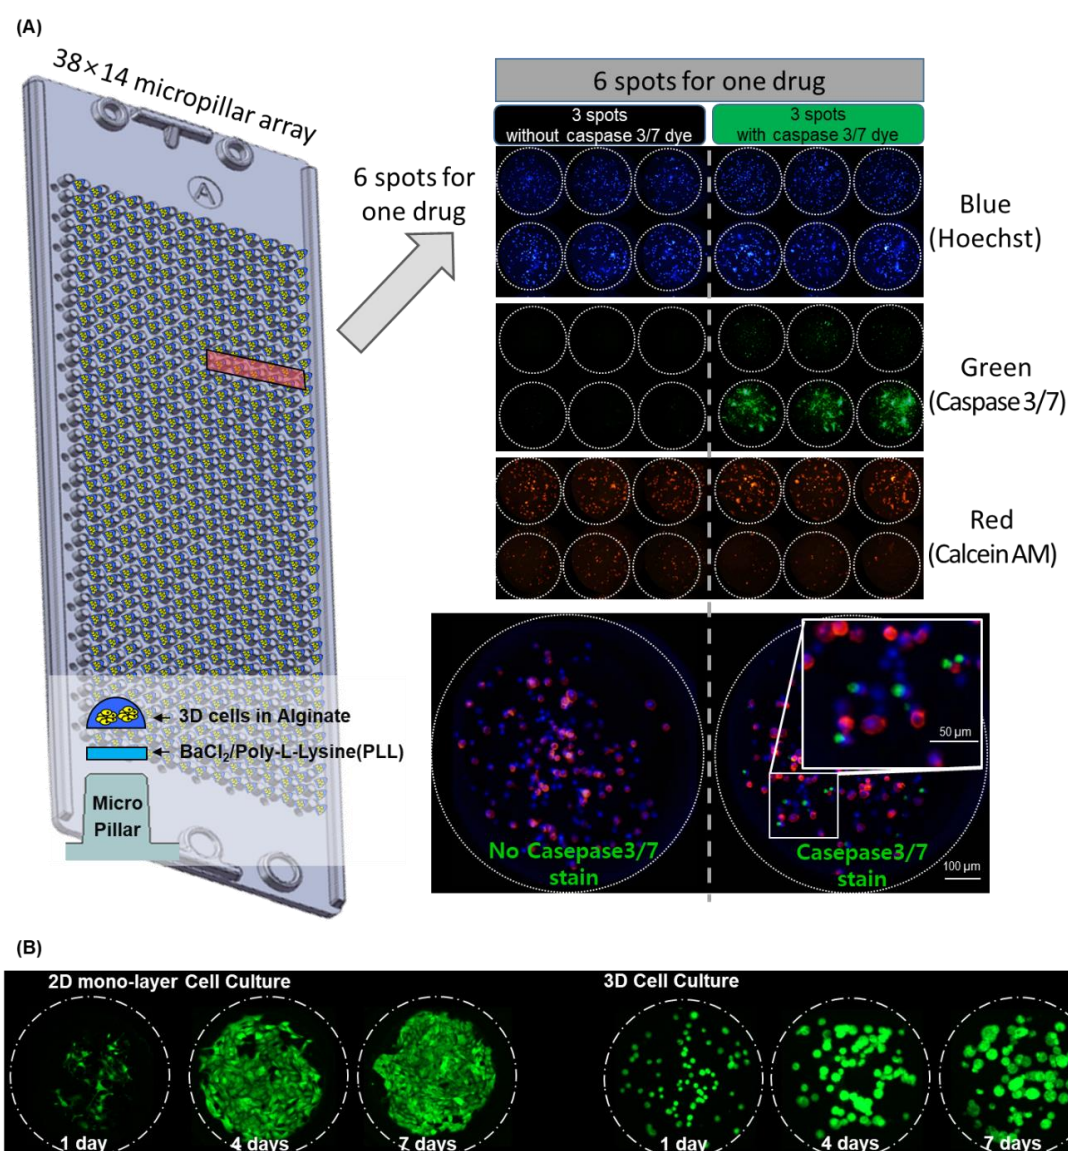 (A)
38×14 micropillar array
A
6 spots for
one drug
6 spots for one drug
3 spots
without caspase 3/7 dye
3 spots
with caspase 3/7 dye
Blue
(Hoechst)
Green
(Caspase 3/7)
Red
(Calcein AM)
3D cells in Alginate
BaCl₂/Poly-L-Lysine(PLL)
Micro
Pillar
50 µm
No Casepase3/7
stain
Casepase3/7
stain
100 µm
(B)
2D mono-layer Cell Culture
3D Cell Culture
1 day
4 days
7 days
1 day
4 days
7 days